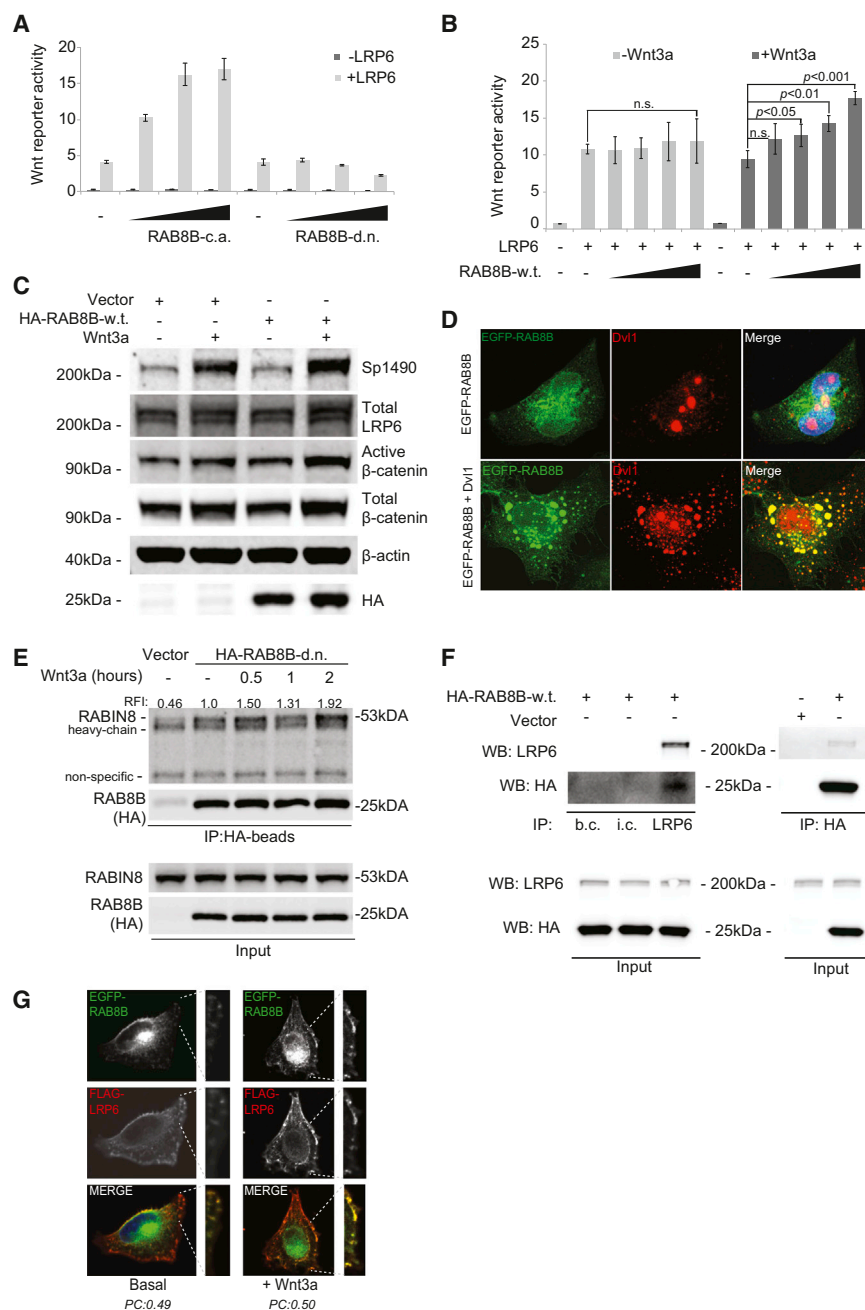 A
Wnt reporter activity
20
15
10
5
0
-LRP6
+LRP6
-
RAB8B-c.a.
-
RAB8B-d.n.
B
Wnt reporter activity
25
20
15
10
5
0
-Wnt3a
+Wnt3a
n.s.
n.s.
p<0.05
p<0.01
p<0.001
LRP6 - + + + + + - + + + + +
RAB8B-w.t. - - - -
C
Vector + + - -
HA-RAB8B-w.t. - - + +
Wnt3a - + - +
200kDa - Sp1490
200kDa - Total LRP6
90kDa - Active β-catenin
90kDa - Total β-catenin
40kDa - β-actin
25kDa - HA
D
EGFP-RAB8B
EGFP-RAB8B Dvl1 Merge
EGFP-RAB8B + Dvl1
EGFP-RAB8B Dvl1 Merge
E
Vector HA-RAB8B-d.n.
Wnt3a (hours) - - 0.5 1 2
RFI: 0.46 1.0 1.50 1.31 1.92
RABIN8 - -53kDA
heavy-chain -
non-specific -
RAB8B (HA) -25kDA
IP:HA-beads
RABIN8 -53kDA
RAB8B (HA) -25kDA
Input
F
HA-RAB8B-w.t. + + + - +
Vector - - - + -
WB: LRP6 - 200kDa -
WB: HA - 25kDa -
IP: b.c. i.c. LRP6 IP: HA
WB: LRP6 - 200kDa -
WB: HA - 25kDa -
Input Input
G
EGFP-RAB8B
EGFP-RAB8B
FLAG-LRP6
FLAG-LRP6
MERGE
MERGE
Basal
+ Wnt3a
PC:0.49
PC:0.50